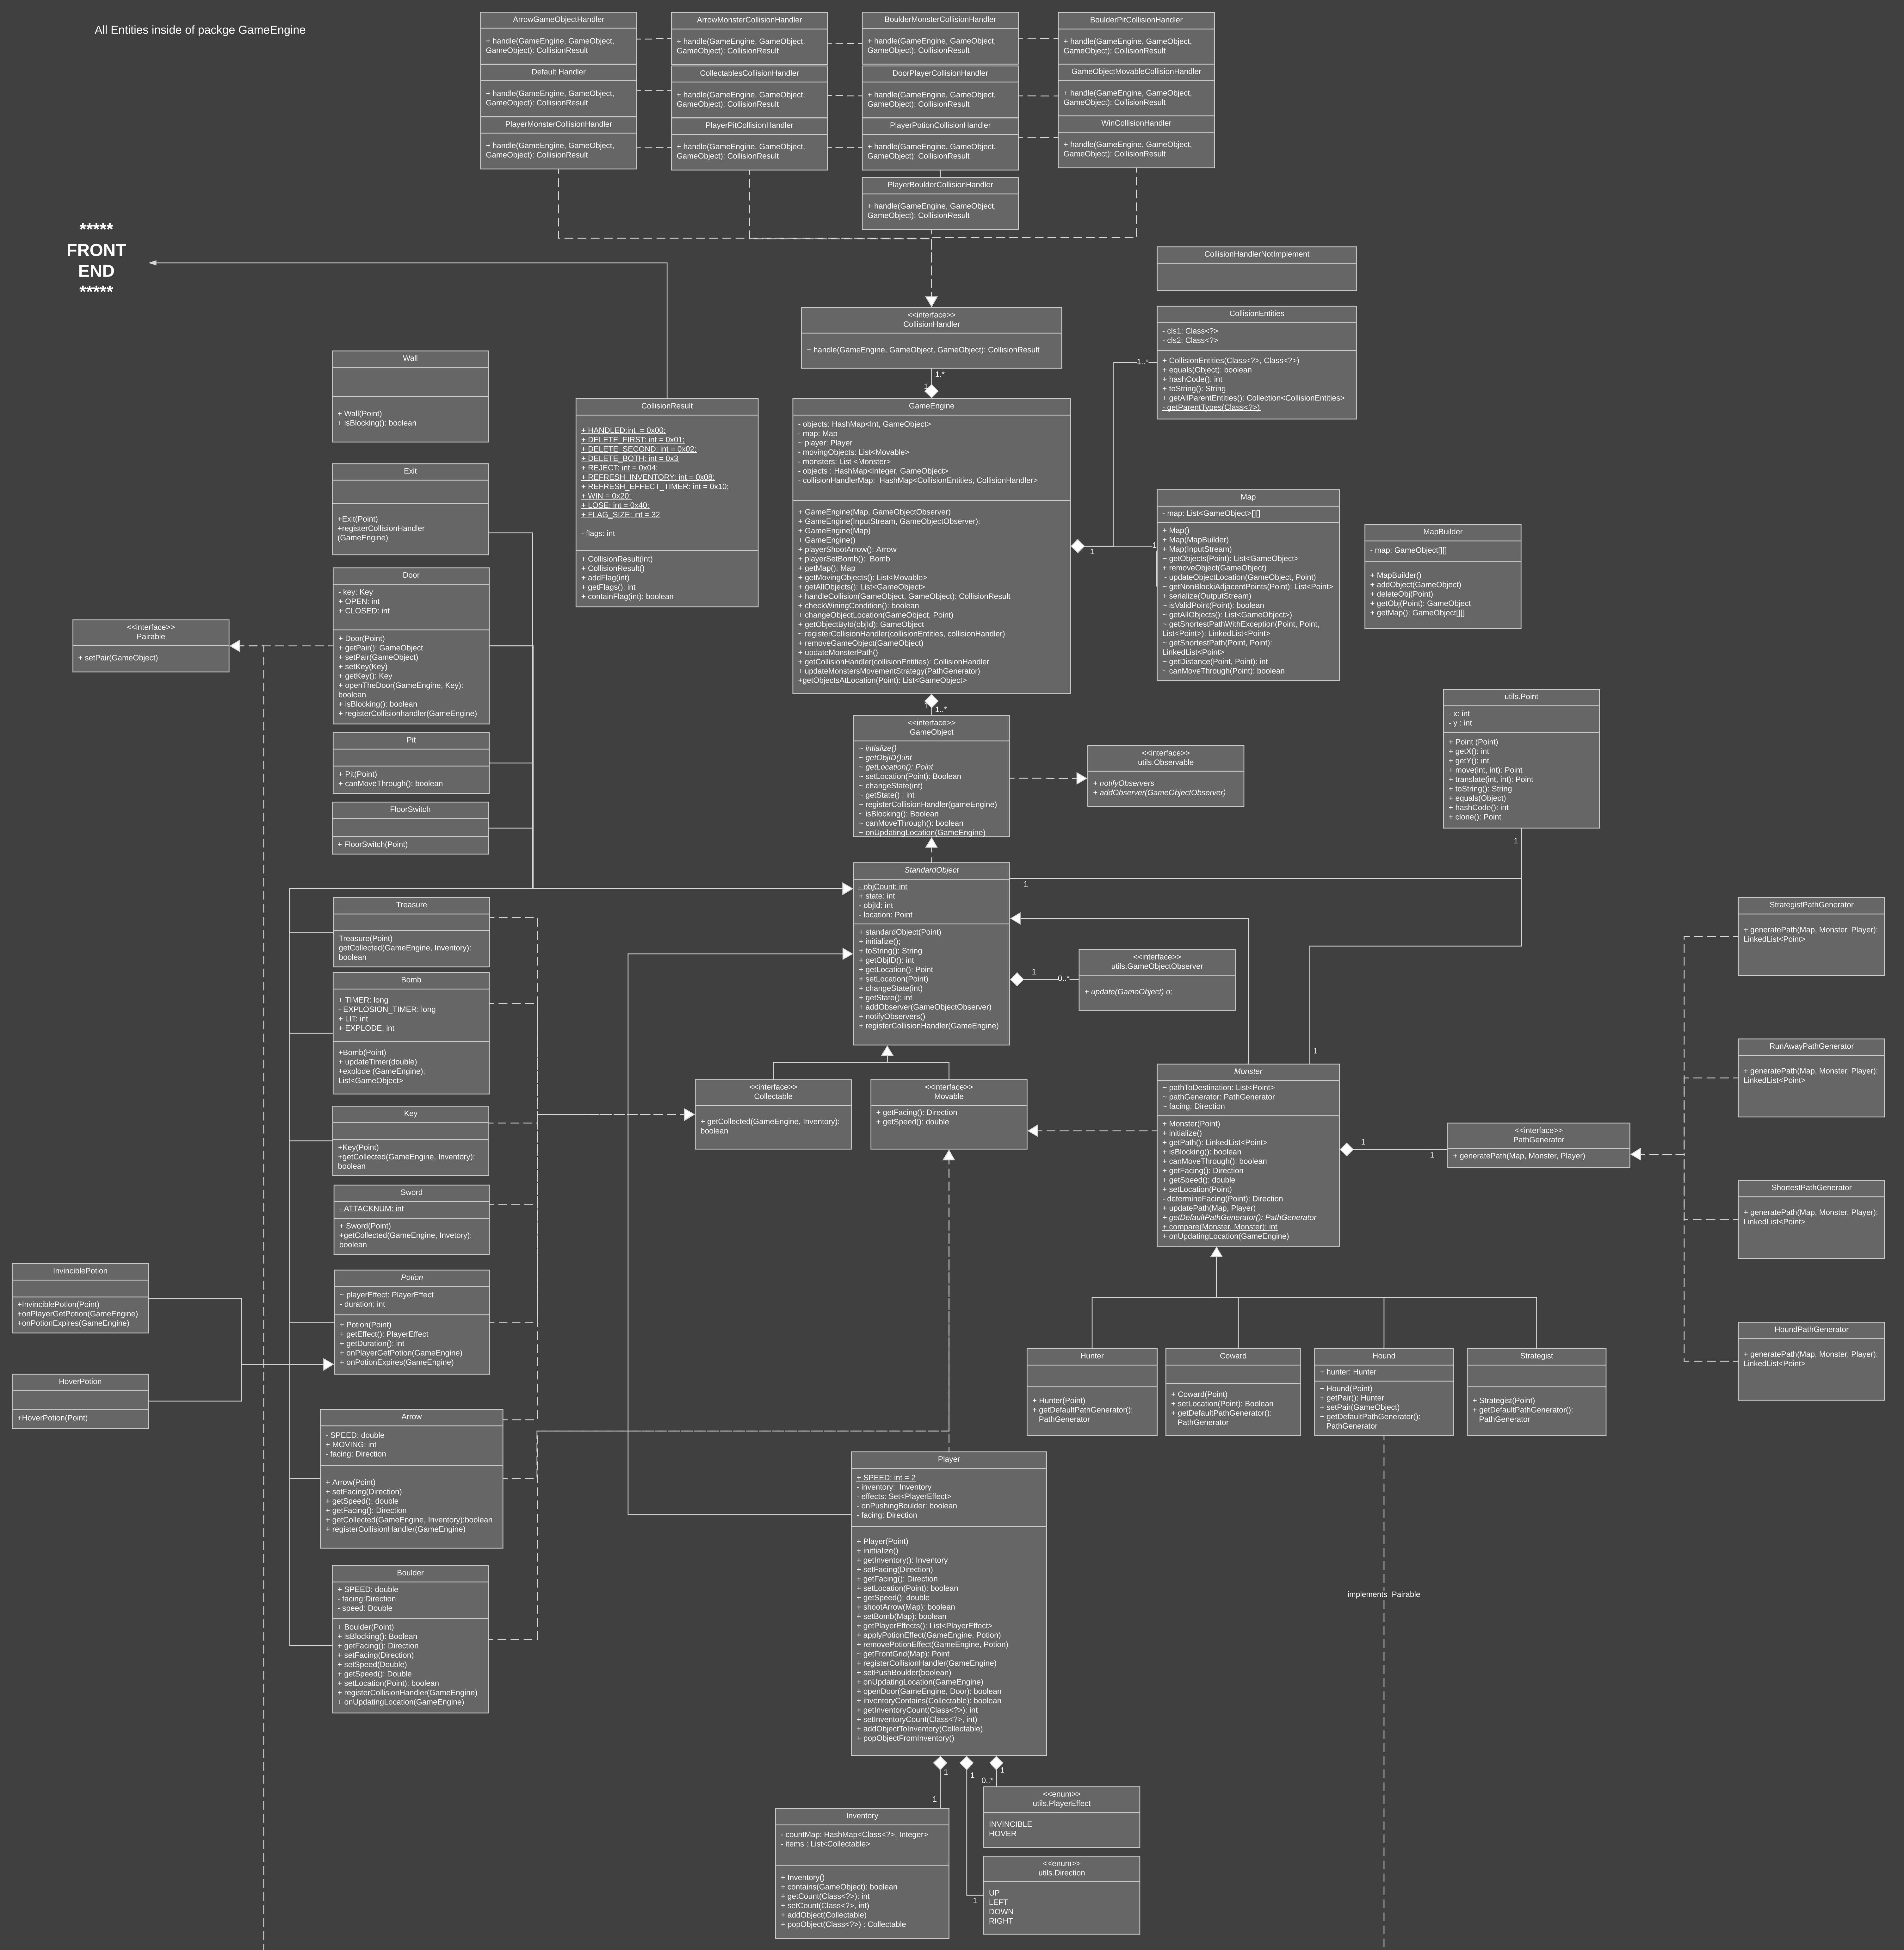 All Entities inside of packge GameEngine
ArrowGameObjectHandler
+ handle(GameEngine, GameObject,
GameObject): CollisionResult
Default Handler
+ handle(GameEngine, GameObject,
GameObject): CollisionResult
PlayerMonsterCollisionHandler
+ handle(GameEngine, GameObject,
GameObject): CollisionResult
ArrowMonsterCollisionHandler
+ handle(GameEngine, GameObject,
GameObject): CollisionResult
CollectablesCollisionHandler
+ handle(GameEngine, GameObject,
GameObject): CollisionResult
PlayerPitCollisionHandler
+ handle(GameEngine, GameObject,
GameObject): CollisionResult
BoulderMonsterCollisionHandler
+ handle(GameEngine, GameObject,
GameObject): CollisionResult
DoorPlayerCollisionHandler
+ handle(GameEngine, GameObject,
GameObject): CollisionResult
PlayerPotionCollisionHandler
+ handle(GameEngine, GameObject,
GameObject): CollisionResult
PlayerBoulderCollisionHandler
+ handle(GameEngine, GameObject,
GameObject): CollisionResult
BoulderPitCollisionHandler
+ handle(GameEngine, GameObject,
GameObject): CollisionResult
GameObjectMovableCollisionHandler
+ handle(GameEngine, GameObject,
GameObject): CollisionResult
WinCollisionHandler
+ handle(GameEngine, GameObject,
GameObject): CollisionResult
*****
FRONT
END
*****
<<interface>>
CollisionHandler
+ handle(GameEngine, GameObject, GameObject): CollisionResult
1.*
1
CollisionHandlerNotImplement
CollisionEntities
- cls1: Class<?>
- cls2: Class<?>
+ CollisionEntities(Class<?>, Class<?>)
+ equals(Object): boolean
+ hashCode(): int
+ toString(): String
+ getAllParentEntities(): Collection<CollisionEntities>
- getParentTypes(Class<?>)
1..*
Wall
+ Wall(Point)
+ isBlocking(): boolean
Exit
+Exit(Point)
+registerCollisionHandler
(GameEngine)
Door
- key: Key
+ OPEN: int
+ CLOSED: int
+ Door(Point)
+ getPair(): GameObject
+ setPair(GameObject)
+ setKey(Key)
+ getKey(): Key
+ openTheDoor(GameEngine, Key):
boolean
+ isBlocking(): boolean
+ registerCollisionhandler(GameEngine)
<<interface>>
Pairable
+ setPair(GameObject)
Pit
+ Pit(Point)
+ canMoveThrough(): boolean
FloorSwitch
+ FloorSwitch(Point)
CollisionResult
+ HANDLED:int  = 0x00;
+ DELETE_FIRST: int = 0x01;
+ DELETE_SECOND: int = 0x02;
+ DELETE_BOTH: int = 0x3
+ REJECT: int = 0x04;
+ REFRESH_INVENTORY: int = 0x08;
+ REFRESH_EFFECT_TIMER: int = 0x10;
+ WIN = 0x20;
+ LOSE: int = 0x40;
+ FLAG_SIZE: int = 32
- flags: int
+ CollisionResult(int)
+ CollisionResult()
+ addFlag(int)
+ getFlags(): int
+ containFlag(int): boolean
GameEngine
- objects: HashMap<Int, GameObject>
- map: Map
~ player: Player
- movingObjects: List<Movable>
- monsters: List <Monster>
- objects : HashMap<Integer, GameObject>
- collisionHandlerMap:  HashMap<CollisionEntities, CollisionHandler>
+ GameEngine(Map, GameObjectObserver)
+ GameEngine(InputStream, GameObjectObserver):
+ GameEngine(Map)
+ GameEngine()
+ playerShootArrow(): Arrow
+ playerSetBomb():  Bomb
+ getMap(): Map
+ getMovingObjects(): List<Movable>
+ getAllObjects(): List<GameObject>
+ handleCollision(GameObject, GameObject): CollisionResult
+ checkWiningCondition(): boolean
+ changeObjectLocation(GameObject, Point)
+ getObjectById(objId): GameObject
~ registerCollisionHandler(collisionEntities, collisionHandler)
+ removeGameObject(GameObject)
+ updateMonsterPath()
+ getCollisionHandler(collisionEntities): CollisionHandler
+ updateMonstersMovementStrategy(PathGenerator)
+getObjectsAtLocation(Point): List<GameObject>
1
1
Map
- map: List<GameObject>[][]
+ Map()
+ Map(MapBuilder)
+ Map(InputStream)
~ getObjects(Point): List<GameObject>
+ removeObject(GameObject)
~ updateObjectLocation(GameObject, Point)
~ getNonBlockiAdjacentPoints(Point): List<Point>
+ serialize(OutputStream)
~ isValidPoint(Point): boolean
~ getAllObjects(): List<GameObject>)
~ getShortestPathWithException(Point, Point,
List<Point>): LinkedList<Point>
~ getShortestPath(Point, Point):
LinkedList<Point>
~ getDistance(Point, Point): int
~ canMoveThrough(Point): boolean
MapBuilder
- map: GameObject[][]
+ MapBuilder()
+ addObject(GameObject)
+ deleteObj(Point)
+ getObj(Point): GameObject
+ getMap(): GameObject[][]
1
1..*
<<interface>>
GameObject
~ intialize()
~ getObjID():int
~ getLocation(): Point
~ setLocation(Point): Boolean
~ changeState(int)
~ getState() : int
~ registerCollisionHandler(gameEngine)
~ isBlocking(): Boolean
~ canMoveThrough(): boolean
~ onUpdatingLocation(GameEngine)
<<interface>>
utils.Observable
+ notifyObservers
+ addObserver(GameObjectObserver)
utils.Point
- x: int
- y : int
+ Point (Point)
+ getX(): int
+ getY(): int
+ move(int, int): Point
+ translate(int, int): Point
+ toString(): String
+ equals(Object)
+ hashCode(): int
+ clone(): Point
1
1
1
StandardObject
- objCount: int
+ state: int
- objId: int
- location: Point
+ standardObject(Point)
+ initialize();
+ toString(): String
+ getObjID(): int
+ getLocation(): Point
+ setLocation(Point)
+ changeState(int)
+ getState(): int
+ addObserver(GameObjectObserver)
+ notifyObservers()
+ registerCollisionHandler(GameEngine)
1
0..*
<<interface>>
utils.GameObjectObserver
+ update(GameObject) o;
Treasure
Treasure(Point)
getCollected(GameEngine, Inventory):
boolean
Bomb
+ TIMER: long
- EXPLOSION_TIMER: long
+ LIT: int
+ EXPLODE: int
+Bomb(Point)
+ updateTimer(double)
+explode (GameEngine):
List<GameObject>
Key
+Key(Point)
+getCollected(GameEngine, Inventory):
boolean
Sword
- ATTACKNUM: int
+ Sword(Point)
+getCollected(GameEngine, Invetory):
boolean
Potion
~ playerEffect: PlayerEffect
- duration: int
+ Potion(Point)
+ getEffect(): PlayerEffect
+ getDuration(): int
+ onPlayerGetPotion(GameEngine)
+ onPotionExpires(GameEngine)
InvinciblePotion
+InvinciblePotion(Point)
+onPlayerGetPotion(GameEngine)
+onPotionExpires(GameEngine)
HoverPotion
+HoverPotion(Point)
Arrow
- SPEED: double
+ MOVING: int
- facing: Direction
+ Arrow(Point)
+ setFacing(Direction)
+ getSpeed(): double
+ getFacing(): Direction
+ getCollected(GameEngine, Inventory):boolean
+ registerCollisionHandler(GameEngine)
Boulder
+ SPEED: double
- facing:Direction
- speed: Double
+ Boulder(Point)
+ isBlocking(): Boolean
+ getFacing(): Direction
+ setFacing(Direction)
+ setSpeed(Double)
+ getSpeed(): Double
+ setLocation(Point): boolean
+ registerCollisionHandler(GameEngine)
+ onUpdatingLocation(GameEngine)
<<interface>>
Collectable
+ getCollected(GameEngine, Inventory):
boolean
<<interface>>
Movable
+ getFacing(): Direction
+ getSpeed(): double
Monster
~ pathToDestination: List<Point>
~ pathGenerator: PathGenerator
~ facing: Direction
+ Monster(Point)
+ initialize()
+ getPath(): LinkedList<Point>
+ isBlocking(): boolean
+ canMoveThrough(): boolean
+ getFacing(): Direction
+ getSpeed(): double
+ setLocation(Point)
- determineFacing(Point): Direction
+ updatePath(Map, Player)
+ getDefaultPathGenerator(): PathGenerator
+ compare(Monster, Monster): int
+ onUpdatingLocation(GameEngine)
1
1
<<interface>>
PathGenerator
+ generatePath(Map, Monster, Player)
StrategistPathGenerator
+ generatePath(Map, Monster, Player):
LinkedList<Point>
RunAwayPathGenerator
+ generatePath(Map, Monster, Player):
LinkedList<Point>
ShortestPathGenerator
+ generatePath(Map, Monster, Player):
LinkedList<Point>
HoundPathGenerator
+ generatePath(Map, Monster, Player):
LinkedList<Point>
Hunter
+ Hunter(Point)
+ getDefaultPathGenerator():
PathGenerator
Coward
+ Coward(Point)
+ setLocation(Point): Boolean
+ getDefaultPathGenerator():
PathGenerator
Hound
+ hunter: Hunter
+ Hound(Point)
+ getPair(): Hunter
+ setPair(GameObject)
+ getDefaultPathGenerator():
PathGenerator
Strategist
+ Strategist(Point)
+ getDefaultPathGenerator():
PathGenerator
implements  Pairable
Player
+ SPEED: int = 2
- inventory:  Inventory
- effects: Set<PlayerEffect>
- onPushingBoulder: boolean
- facing: Direction
+ Player(Point)
+ inittialize()
+ getInventory(): Inventory
+ setFacing(Direction)
+ getFacing(): Direction
+ setLocation(Point): boolean
+ getSpeed(): double
+ shootArrow(Map): boolean
+ setBomb(Map): boolean
+ getPlayerEffects(): List<PlayerEffect>
+ applyPotionEffect(GameEngine, Potion)
+ removePotionEffect(GameEngine, Potion)
~ getFrontGrid(Map): Point
+ registerCollisionHandler(GameEngine)
+ setPushBoulder(boolean)
+ onUpdatingLocation(GameEngine)
+ openDoor(GameEngine, Door): boolean
+ inventoryContains(Collectable): boolean
+ getInventoryCount(Class<?>): int
+ setInventoryCount(Class<?>, int)
+ addObjectToInventory(Collectable)
+ popObjectFromInventory()
1
1
1
1
0..*
1
Inventory
- countMap: HashMap<Class<?>, Integer>
- items : List<Collectable>
+ Inventory()
+ contains(GameObject): boolean
+ getCount(Class<?>): int
+ setCount(Class<?>, int)
+ addObject(Collectable)
+ popObject(Class<?>) : Collectable
<<enum>>
utils.PlayerEffect
INVINCIBLE
HOVER
<<enum>>
utils.Direction
UP
LEFT
DOWN
RIGHT